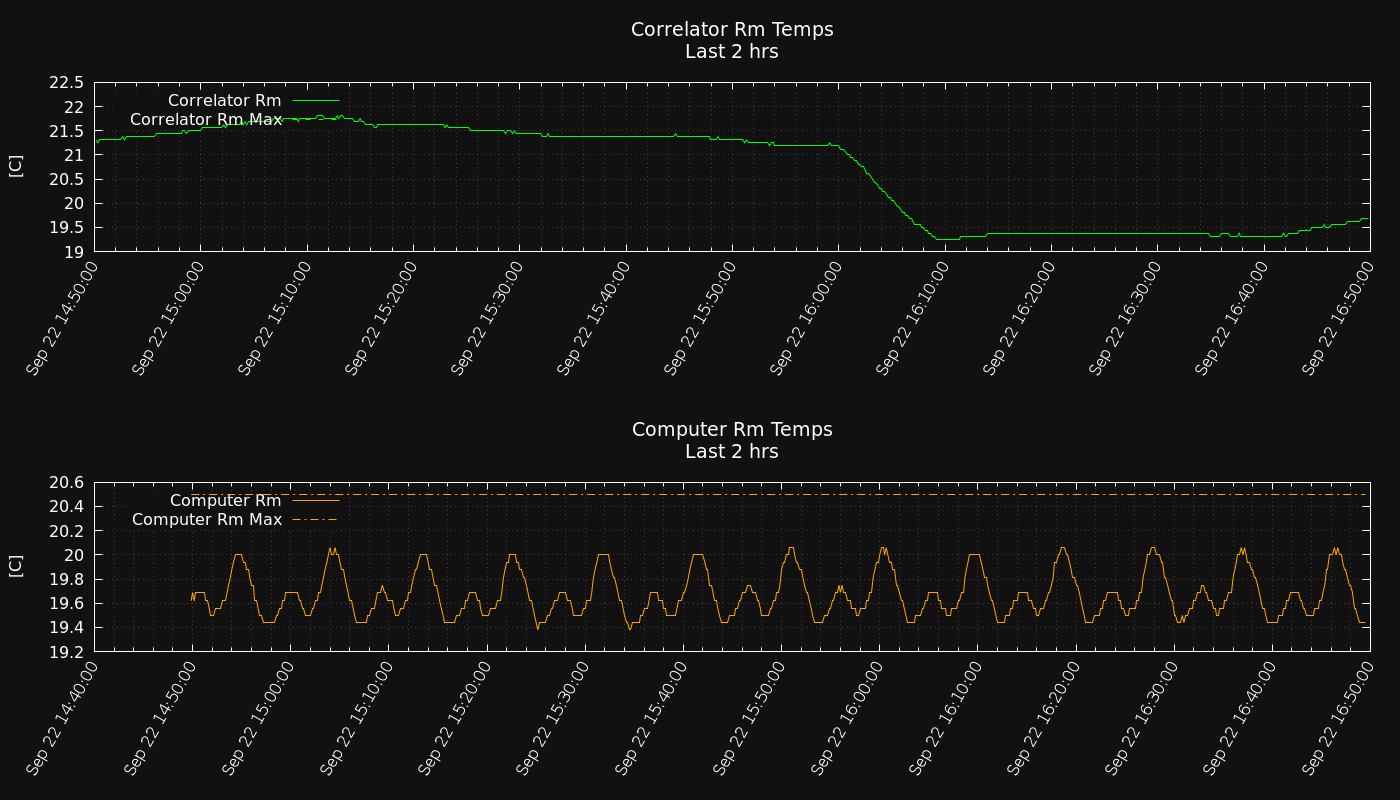 Correlator Rm Temps
Last 2 hrs
22.5
22
21.5
21
20.5
20
19.5
19
[C]
Correlator Rm
Correlator Rm Max
Sep 22 14:50:00
Sep 22 15:00:00
Sep 22 15:10:00
Sep 22 15:20:00
Sep 22 15:30:00
Sep 22 15:40:00
Sep 22 15:50:00
Sep 22 16:00:00
Sep 22 16:10:00
Sep 22 16:20:00
Sep 22 16:30:00
Sep 22 16:40:00
Sep 22 16:50:00
Computer Rm Temps
Last 2 hrs
20.6
20.4
20.2
20
19.8
19.6
19.4
19.2
[C]
Computer Rm
Computer Rm Max
Sep 22 14:40:00
Sep 22 14:50:00
Sep 22 15:00:00
Sep 22 15:10:00
Sep 22 15:20:00
Sep 22 15:30:00
Sep 22 15:40:00
Sep 22 15:50:00
Sep 22 16:00:00
Sep 22 16:10:00
Sep 22 16:20:00
Sep 22 16:30:00
Sep 22 16:40:00
Sep 22 16:50:00